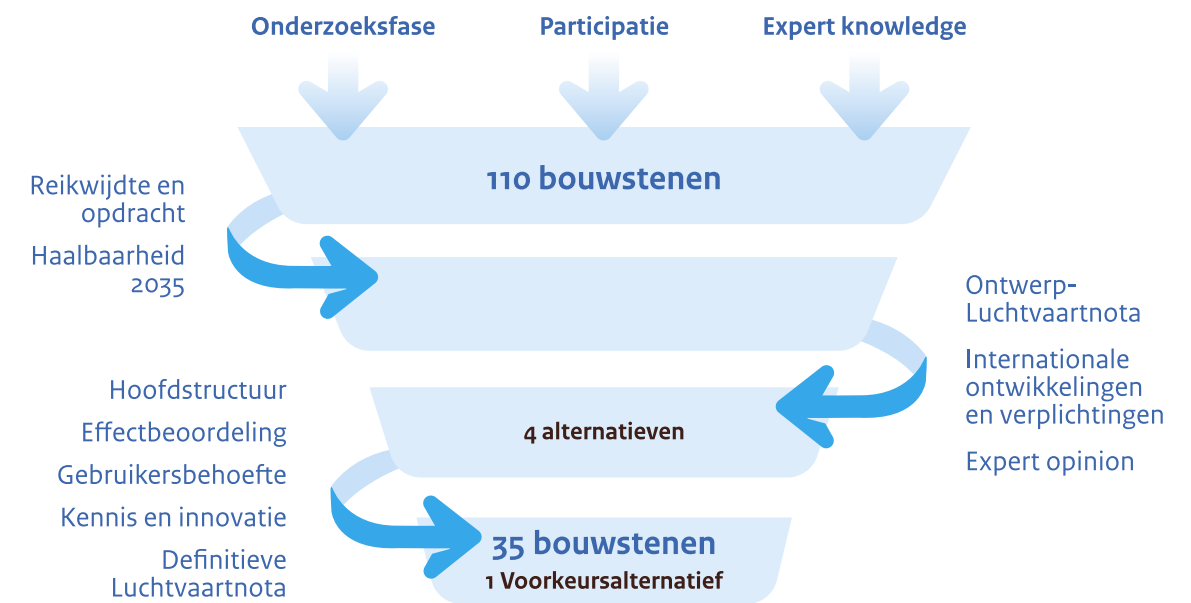 Onderzoeksfase
Participatie
Expert knowledge
110 bouwstenen
Reikwijdte en
opdracht
Haalbaarheid
2035
Ontwerp-
Luchtvaartnota
Internationale
ontwikkelingen
en verplichtingen
Expert opinion
4 alternatieven
Hoofdstructuur
Effectbeoordeling
Gebruikersbehoefte
Kennis en innovatie
Definitieve
Luchtvaartnota
35 bouwstenen
1 Voorkeursalternatief